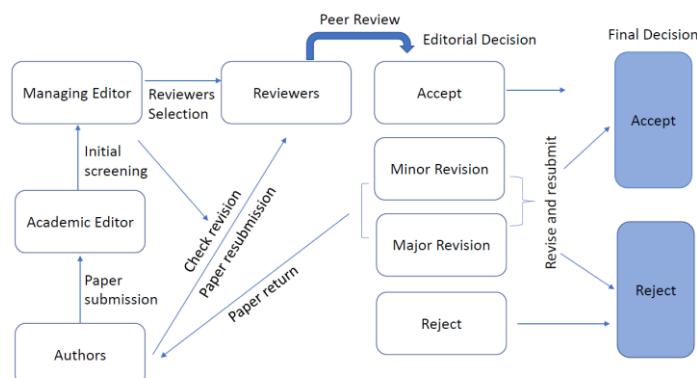 Peer Review
Editorial Decision
Final Decision
Managing Editor
Reviewers
Selection
Reviewers
Accept
Accept
Initial
screening
Minor Revision
Academic Editor
Check revision
Paper resubmission
Revise and resubmit
Major Revision
Paper
submission
Paper return
Reject
Reject
Authors